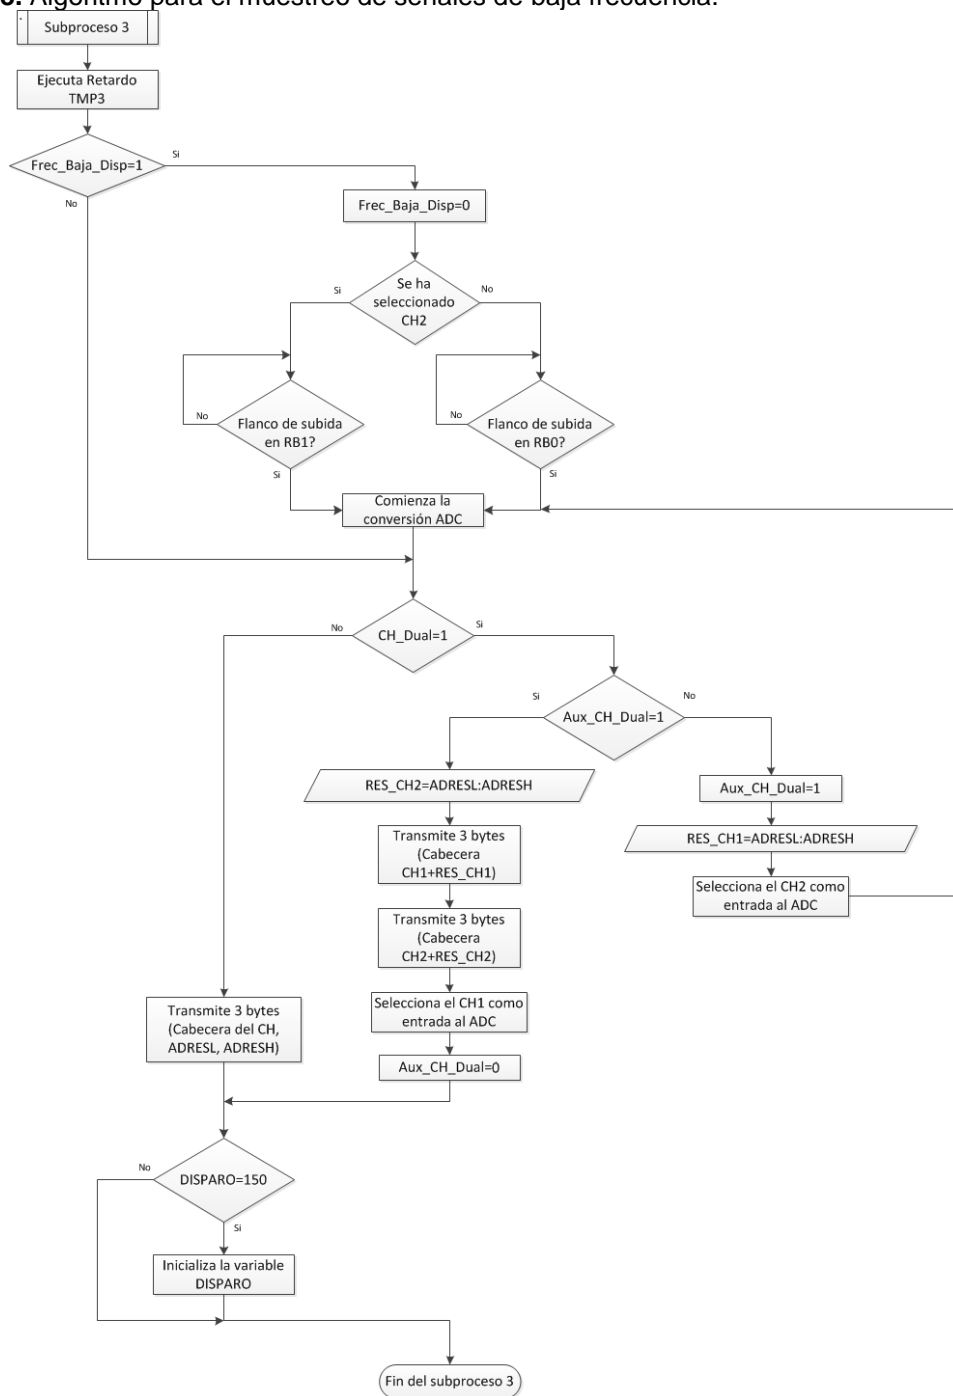 3. Algoritmo para el muestreo de señales de baja frecuencia.
Subproceso 3
Ejecuta Retardo
TMP3
Frec_Baja_Disp=1
Si
No
Frec_Baja_Disp=0
Se ha
seleccionado
CH2
Si
No
Flanco de subida
en RB1?
No
Si
Flanco de subida
en RB0?
No
Si
Comienza la
conversión ADC
CH_Dual=1
No
Si
Aux_CH_Dual=1
Si
No
RES_CH2=ADRESL:ADRESH
Aux_CH_Dual=1
Transmite 3 bytes
(Cabecera
CH1+RES_CH1)
RES_CH1=ADRESL:ADRESH
Selecciona el CH2 como
entrada al ADC
Transmite 3 bytes
(Cabecera
CH2+RES_CH2)
Selecciona el CH1 como
entrada al ADC
Transmite 3 bytes
(Cabecera del CH,
ADRESL, ADRESH)
Aux_CH_Dual=0
DISPARO=150
No
Si
Inicializa la variable
DISPARO
Fin del subproceso 3